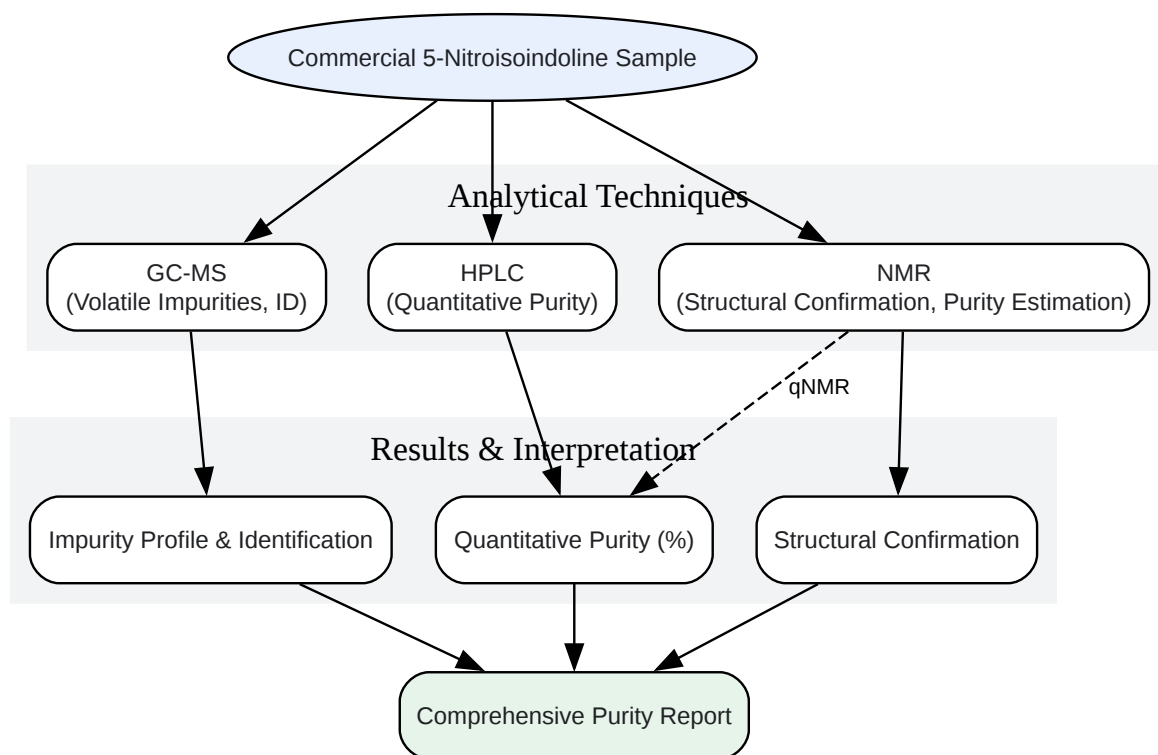 Commercial 5-Nitroisoindoline Sample
Analytical Techniques
GC-MS
(Volatile Impurities, ID)
HPLC
(Quantitative Purity)
NMR
(Structural Confirmation, Purity Estimation)
qNMR
Results & Interpretation
Impurity Profile & Identification
Quantitative Purity (%)
Structural Confirmation
Comprehensive Purity Report